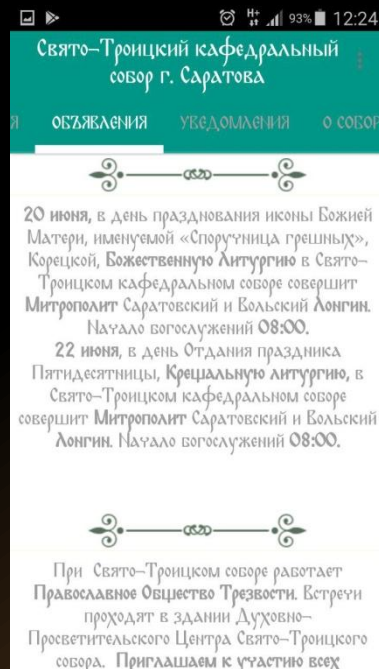 H+ 93% 12:24
Свято-Троицкий кафедральный
собор г. Саратова
Я ОБЪЯВЛЕНИЯ УВЕДОМЛЕНИЯ О СОБОР
20 июня, в день празднования иконы Божией
Матери, именуемой «Споручница грешных»,
Корецкой, Божественную Литургию в Свято-
Троицком кафедральном соборе совершит
Митрополит Саратовский и Вольский Лонгин.
Начало богослужений 08:00.
22 июня, в день Отдания праздника
Пятидесятницы, Крещальную литургию, в
Свято-Троицком кафедральном соборе
совершит Митрополит Саратовский и Вольский
Лонгин. Начало богослужений 08:00.
При Свято-Троицком соборе работает
Православное Общество Трезвости. Встречи
проходят в здании Духовно-
Просветительского Центра Свято-Троицкого
собора. Приглашаем к участию всех